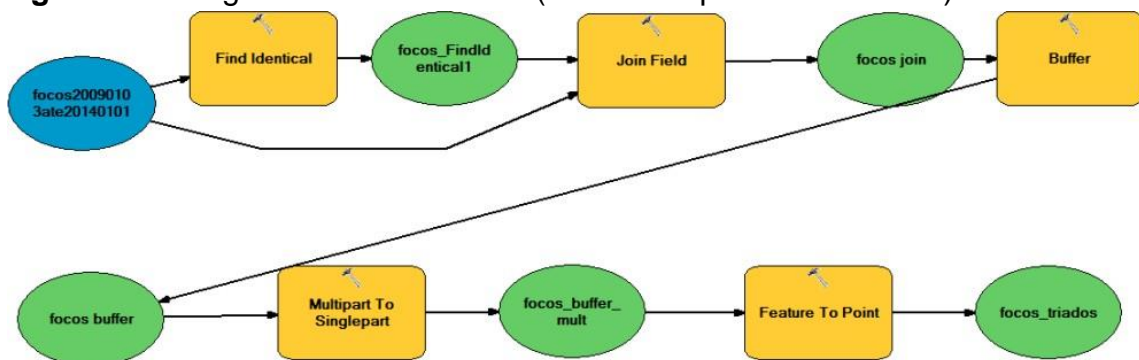 focos2009010
3ate20140101
Find Identical
focos_FindId
entical1
Join Field
focos join
Buffer
focos buffer
Multipart To
Singlepart
focos_buffer_
mult
Feature To Point
focos_triados